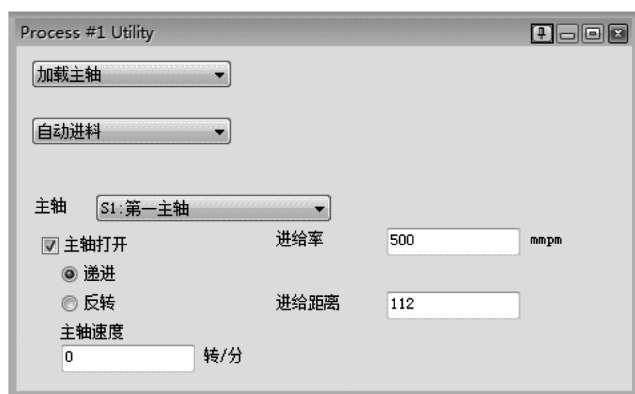 Process #1 Utility
加载主轴
自动进料
主轴 S1:第一主轴
主轴打开 进给率 500 mmpm
递进
反转 进给距离 112
主轴速度
0 转/分